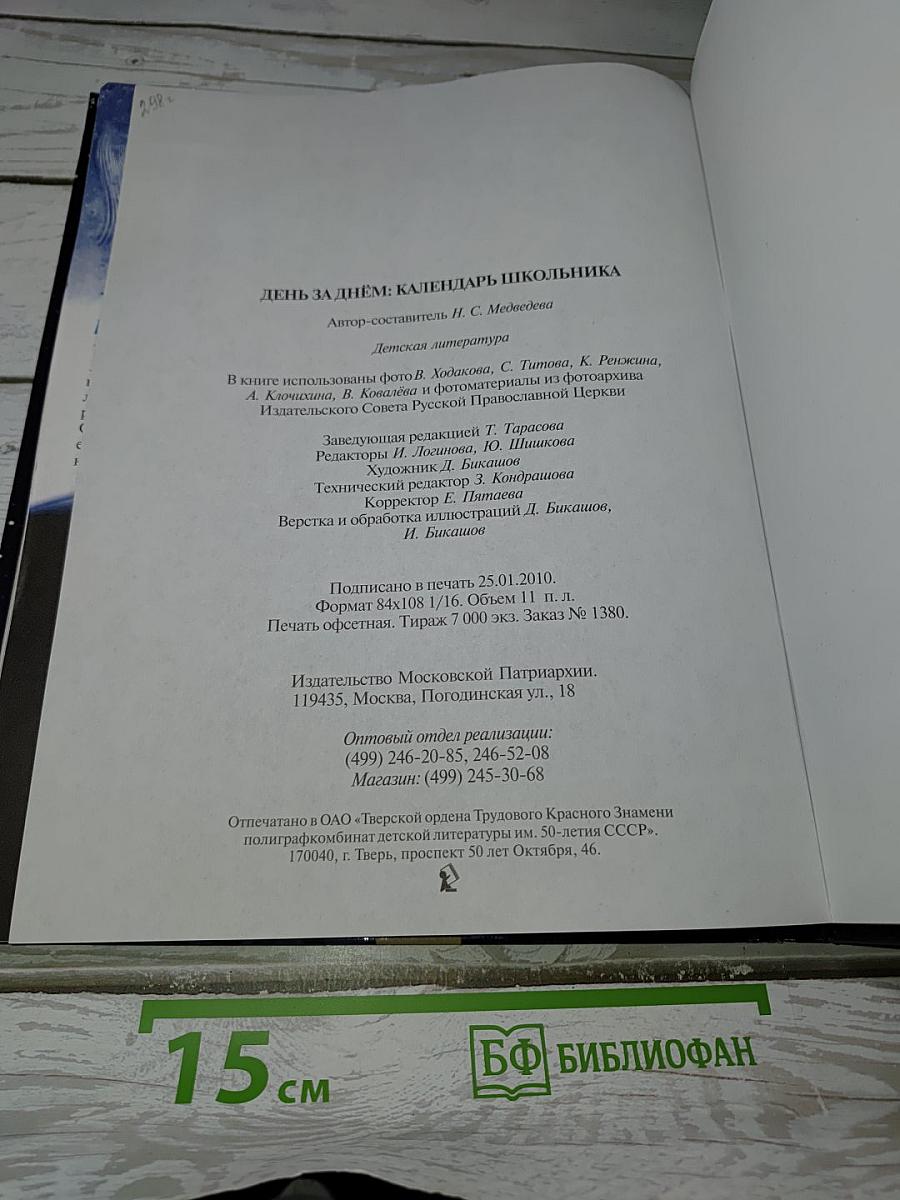 298 г
ДЕНЬ ЗА ДНЁМ: КАЛЕНДАРЬ ШКОЛЬНИКА
Автор-составитель Н. С. Медведева
Детская литература
В книге использованы фото В. Ходакова, С. Титова, К. Ренжина,
А. Клочихина, В. Ковалёва и фотоматериалы из фотоархива
Издательского Совета Русской Православной Церкви
Заведующая редакцией Т. Тарасова
Редакторы И. Логинова, Ю. Шишкова
Художник Д. Бикашов
Технический редактор З. Кондрашова
Корректор Е. Пятаева
Верстка и обработка иллюстраций Д. Бикашов,
И. Бикашов
Подписано в печать 25.01.2010.
Формат 84х108 1/16. Объем 11 п. л.
Печать офсетная. Тираж 7 000 экз. Заказ № 1380.
Издательство Московской Патриархии.
119435, Москва, Погодинская ул., 18
Оптовый отдел реализации:
(499) 246-20-85, 246-52-08
Магазин: (499) 245-30-68
Отпечатано в ОАО «Тверской ордена Трудового Красного Знамени
полиграфкомбинат детской литературы им. 50-летия СССР».
170040, г. Тверь, проспект 50 лет Октября, 46.
15 см
БФ БИБЛИОФАН